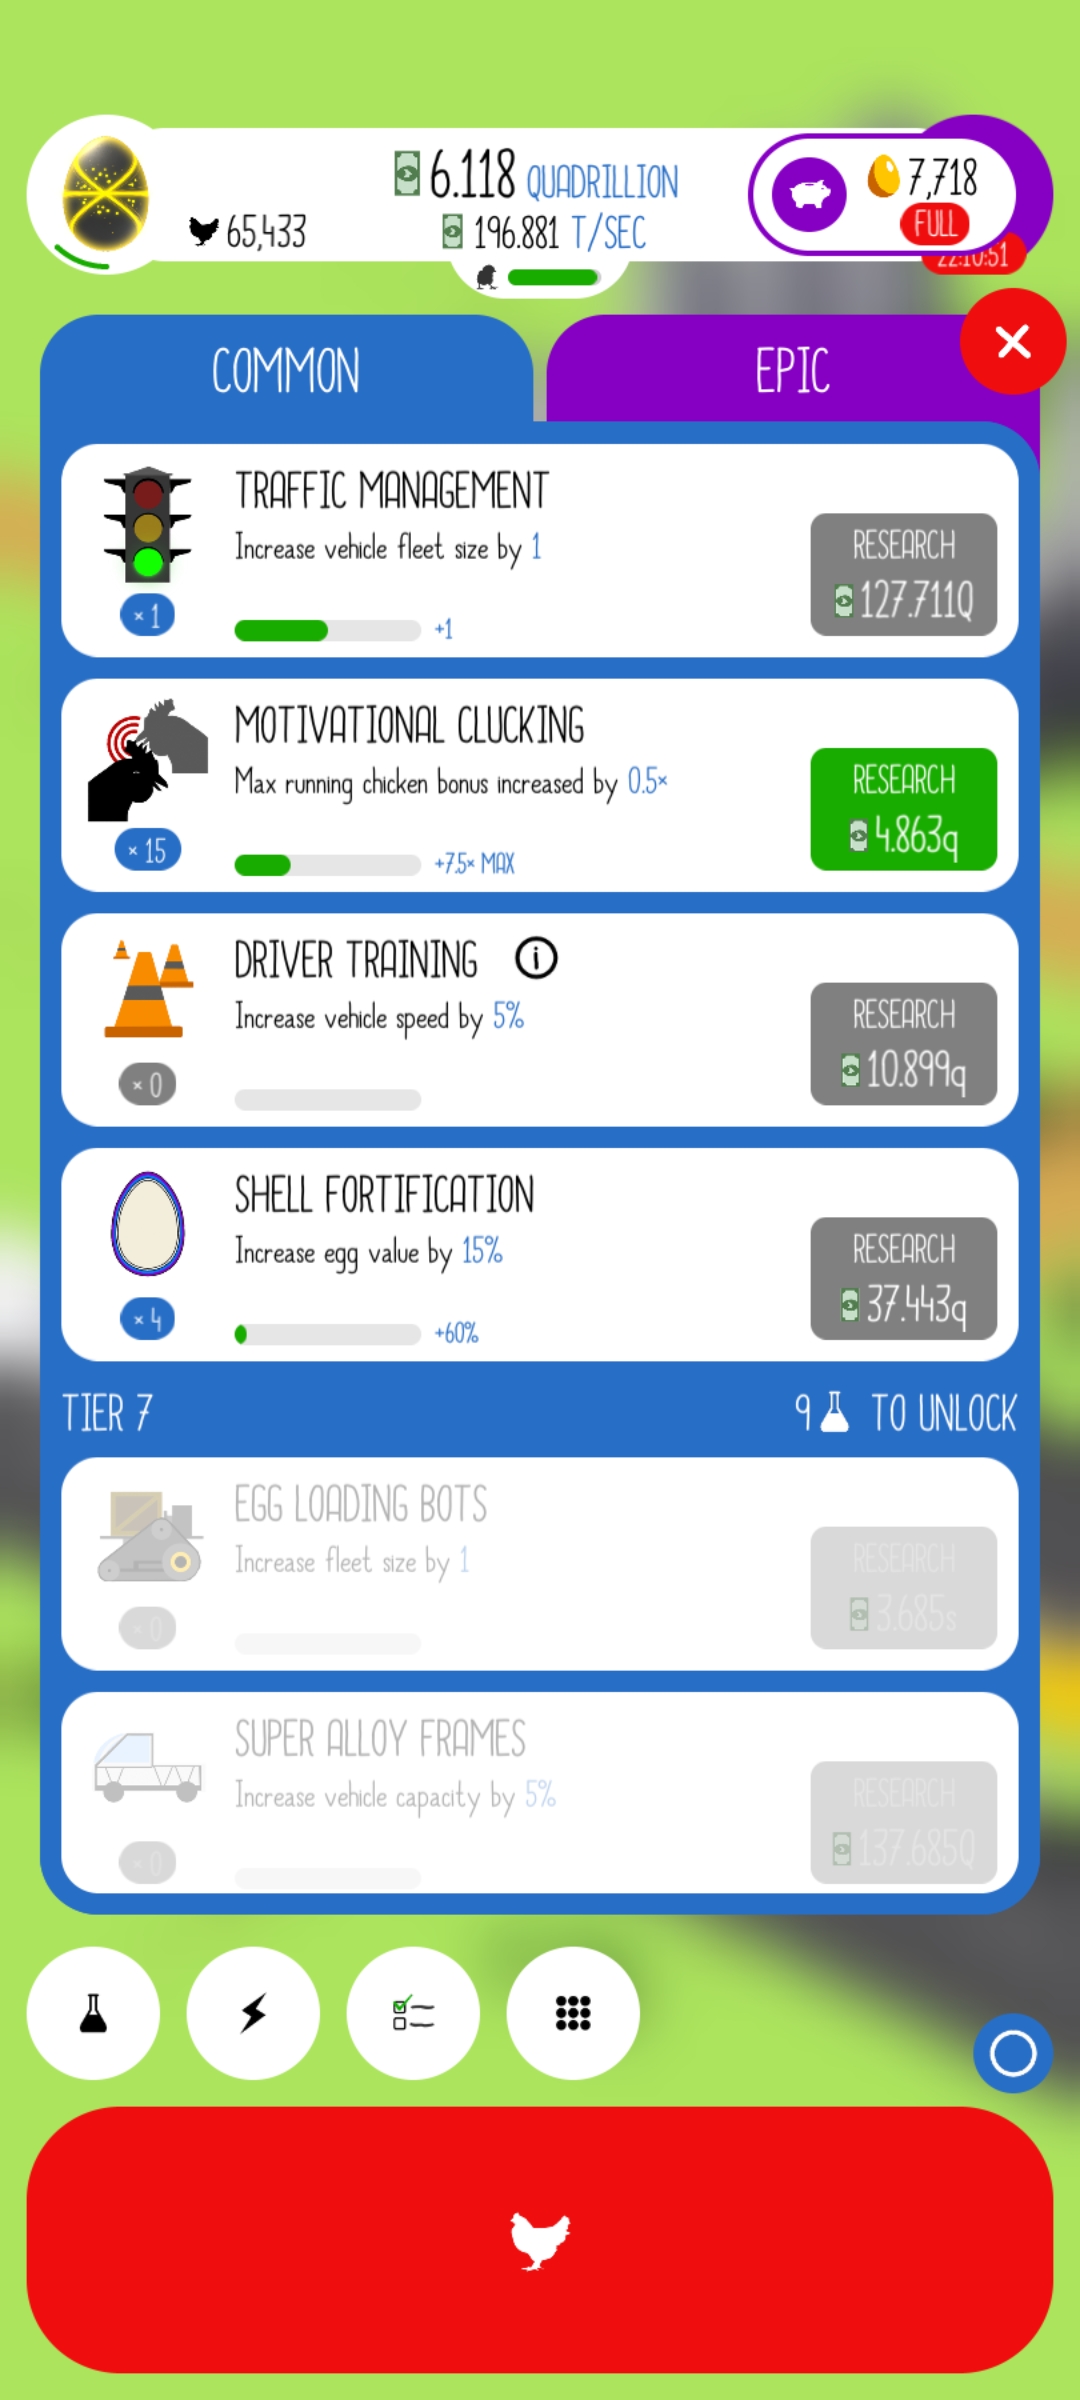 6.118 QUADRILLION
7,718
65,433
196.881 T/SEC
FULL
22:10:51
COMMON
EPIC
TRAFFIC MANAGEMENT
Increase vehicle fleet size by 1
RESEARCH
127.711Q
× 1
+1
MOTIVATIONAL CLUCKING
Max running chicken bonus increased by 0.5×
RESEARCH
4.863q
× 15
+7.5× MAX
DRIVER TRAINING
Increase vehicle speed by 5%
RESEARCH
10.899q
× 0
SHELL FORTIFICATION
Increase egg value by 15%
RESEARCH
37.443q
× 4
+60%
TIER 7
9 TO UNLOCK
EGG LOADING BOTS
Increase fleet size by 1
RESEARCH
3.685s
× 0
SUPER ALLOY FRAMES
Increase vehicle capacity by 5%
RESEARCH
137.685Q
× 0